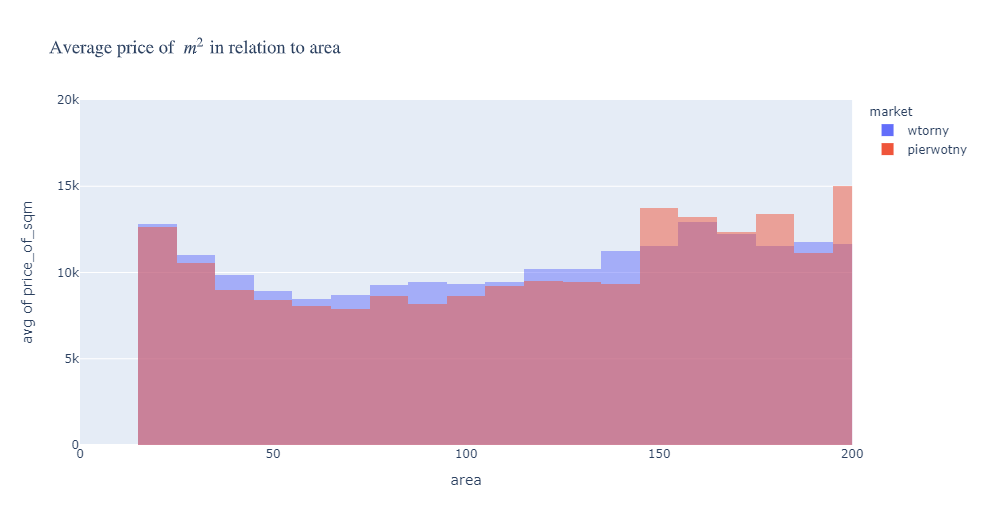 Average price of m² in relation to area
20k
15k
10k
5k
0
avg of price_of_sqm
0 50 100 150 200
area
market
wtorny
pierwotny